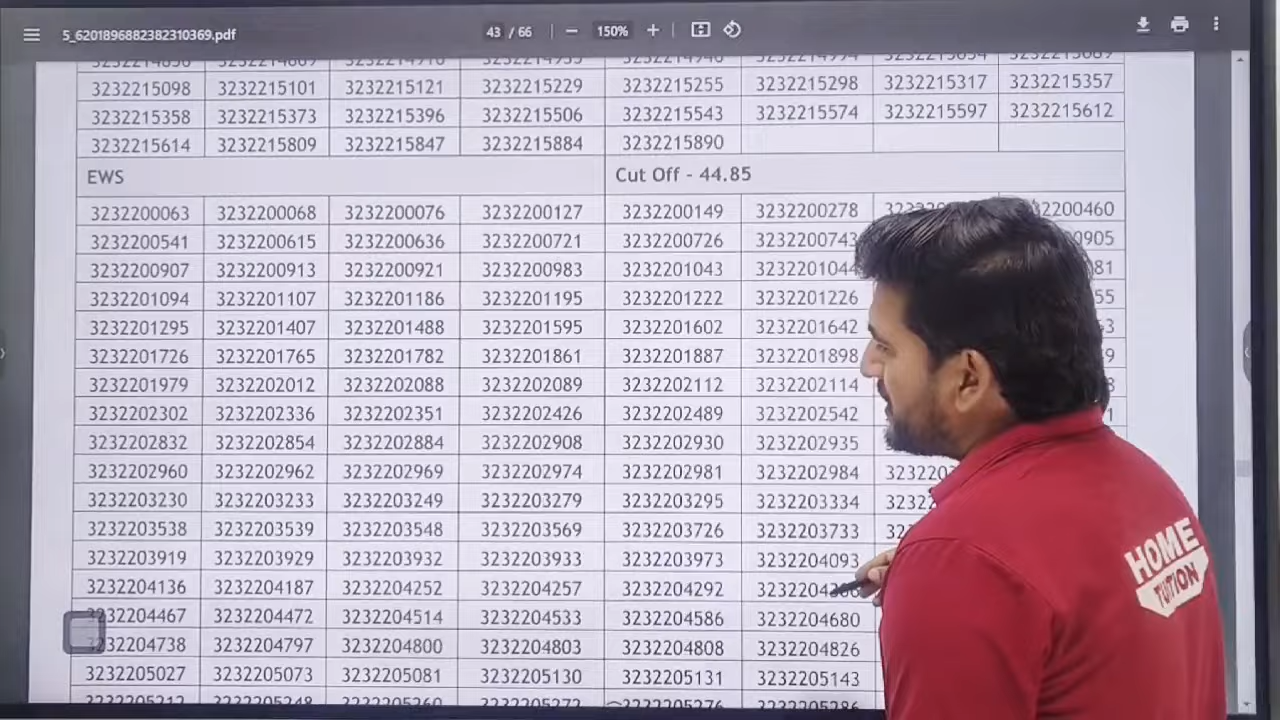 5_6201896882382310369.pdf 43 / 66 150%
3232215098 3232215101 3232215121 3232215229 3232215255 3232215298 3232215317 3232215357
3232215358 3232215373 3232215396 3232215506 3232215543 3232215574 3232215597 3232215612
3232215614 3232215809 3232215847 3232215884 3232215890
EWS Cut Off - 44.85
3232200063 3232200068 3232200076 3232200127 3232200149 3232200278
3232200541 3232200615 3232200636 3232200721 3232200726 3232200743
3232200907 3232200913 3232200921 3232200983 3232201043 3232201044
3232201094 3232201107 3232201186 3232201195 3232201222 3232201226
3232201295 3232201407 3232201488 3232201595 3232201602 3232201642
3232201726 3232201765 3232201782 3232201861 3232201887 3232201898
3232201979 3232202012 3232202088 3232202089 3232202112 3232202114
3232202302 3232202336 3232202351 3232202426 3232202489 3232202542
3232202832 3232202854 3232202884 3232202908 3232202930 3232202935
3232202960 3232202962 3232202969 3232202974 3232202981 3232202984
3232203230 3232203233 3232203249 3232203279 3232203295 3232203334
3232203538 3232203539 3232203548 3232203569 3232203726 3232203733
3232203919 3232203929 3232203932 3232203933 3232203973 3232204093
3232204136 3232204187 3232204252 3232204257 3232204292
3232204467 3232204472 3232204514 3232204533 3232204586 3232204680
3232204738 3232204797 3232204800 3232204803 3232204808 3232204826
3232205027 3232205073 3232205081 3232205130 3232205131 3232205143
HOME
TUITION